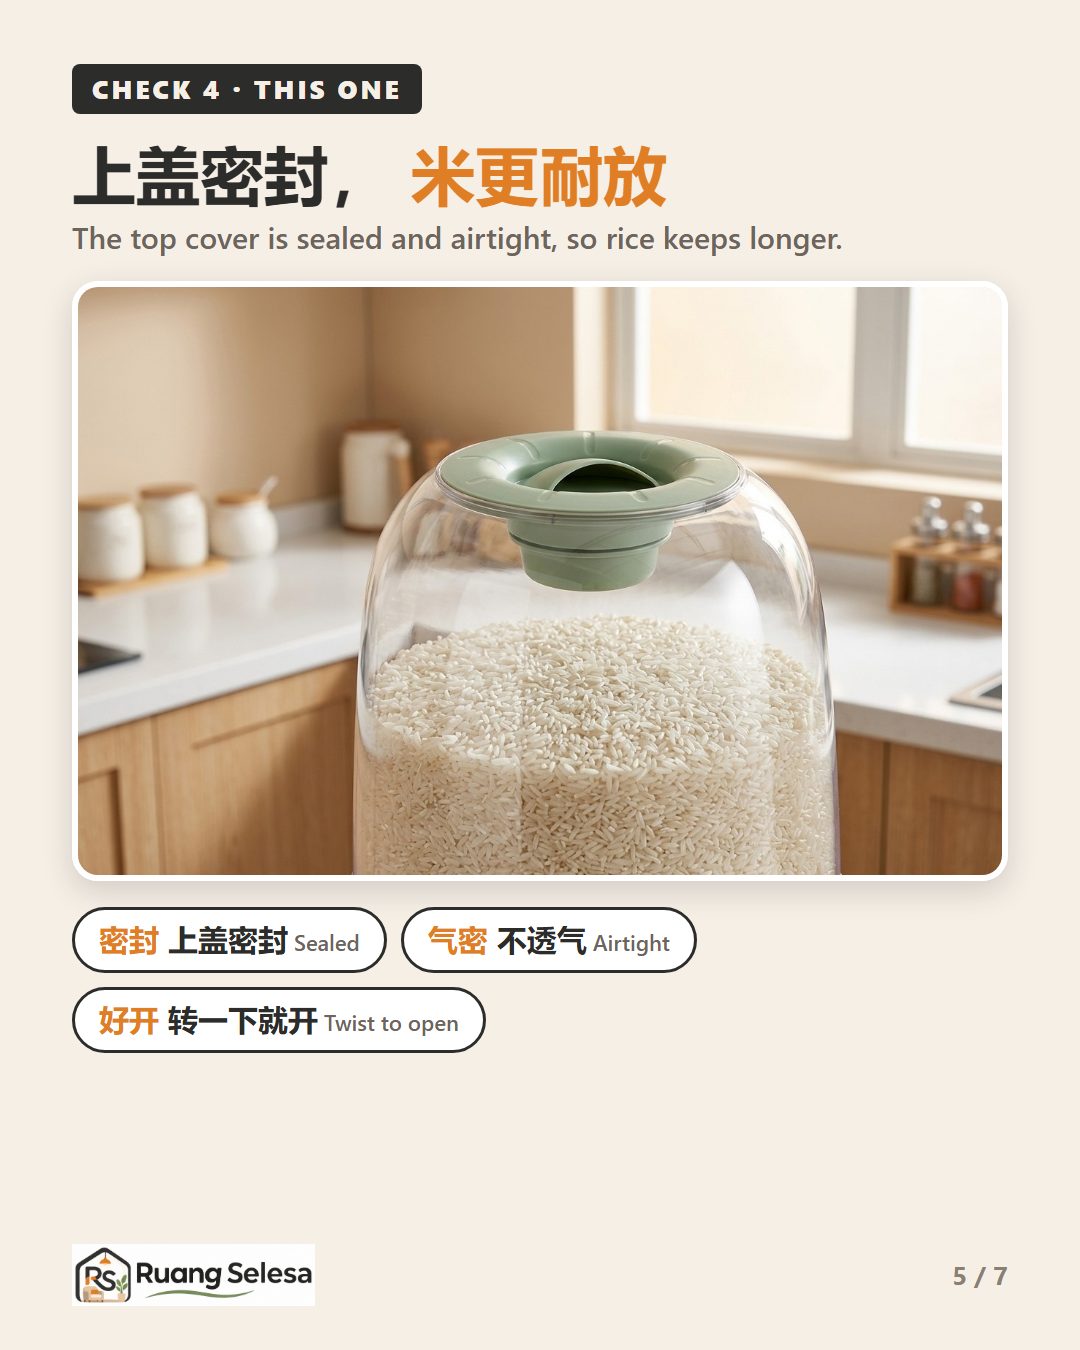 CHECK 4 · THIS ONE
上盖密封， 米更耐放
The top cover is sealed and airtight, so rice keeps longer.
密封 上盖密封 Sealed
气密 不透气 Airtight
好开 转一下就开 Twist to open
RS Ruang Selesa
5 / 7